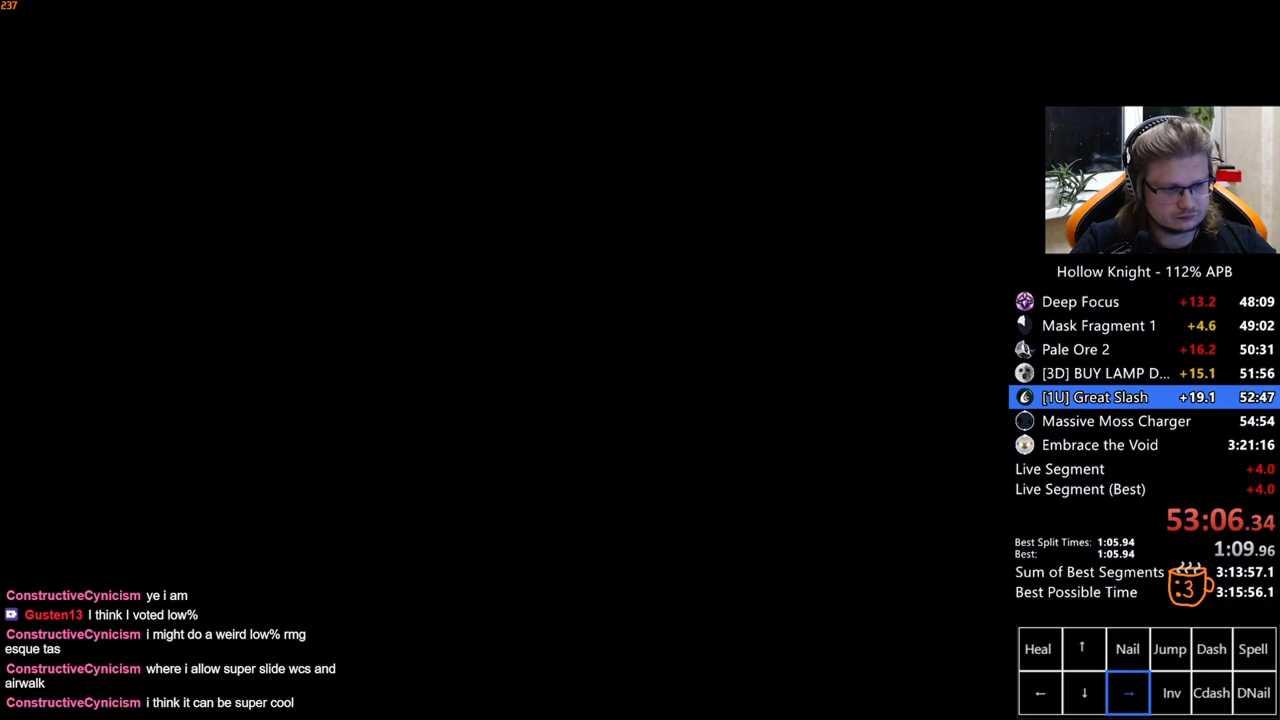 237
Hollow Knight - 112% APB
Deep Focus +13.2 48:09
Mask Fragment 1 +4.6 49:02
Pale Ore 2 +16.2 50:31
[3D] BUY LAMP D... +15.1 51:56
[1U] Great Slash +19.1 52:47
Massive Moss Charger 54:54
Embrace the Void 3:21:16
Live Segment +4.0
Live Segment (Best) +4.0
53:06.34
Best Split Times: 1:05.94
Best: 1:05.94
1:09.96
Sum of Best Segments 3:13:57.1
Best Possible Time 3:15:56.1
ConstructiveCynicism ye i am
Gusten13 I think I voted low%
ConstructiveCynicism i might do a weird low% rmg
esque tas
ConstructiveCynicism where i allow super slide wcs and
airwalk
ConstructiveCynicism i think it can be super cool
Heal ↑ Nail Jump Dash Spell
← ↓ → Inv Cdash DNail